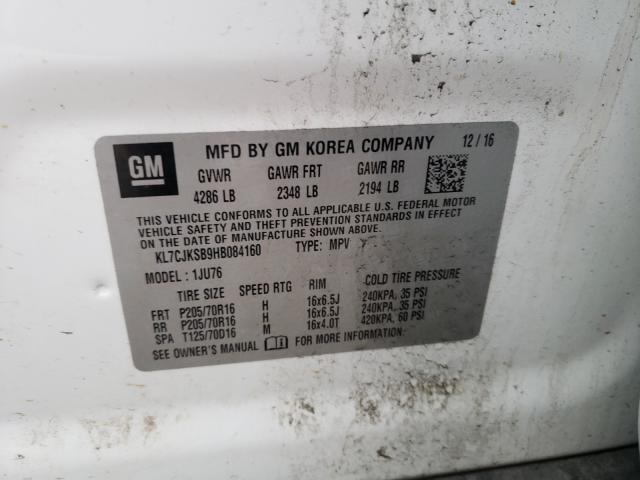 GM
MFD BY GM KOREA COMPANY 12 / 16
GVWR GAWR FRT GAWR RR
4286 LB 2348 LB 2194 LB
THIS VEHICLE CONFORMS TO ALL APPLICABLE U.S. FEDERAL MOTOR
VEHICLE SAFETY AND THEFT PREVENTION STANDARDS IN EFFECT
ON THE DATE OF MANUFACTURE SHOWN ABOVE.
KL7CJKSB9HB084160 TYPE: MPV
MODEL : 1JU76
TIRE SIZE SPEED RTG RIM COLD TIRE PRESSURE
FRT P205/70R16 H 16x6.5J 240KPA, 35 PSI
RR P205/70R16 H 16x6.5J 240KPA, 35 PSI
SPA T125/70D16 M 16x4.0T 420KPA, 60 PSI
SEE OWNER'S MANUAL FOR MORE INFORMATION.